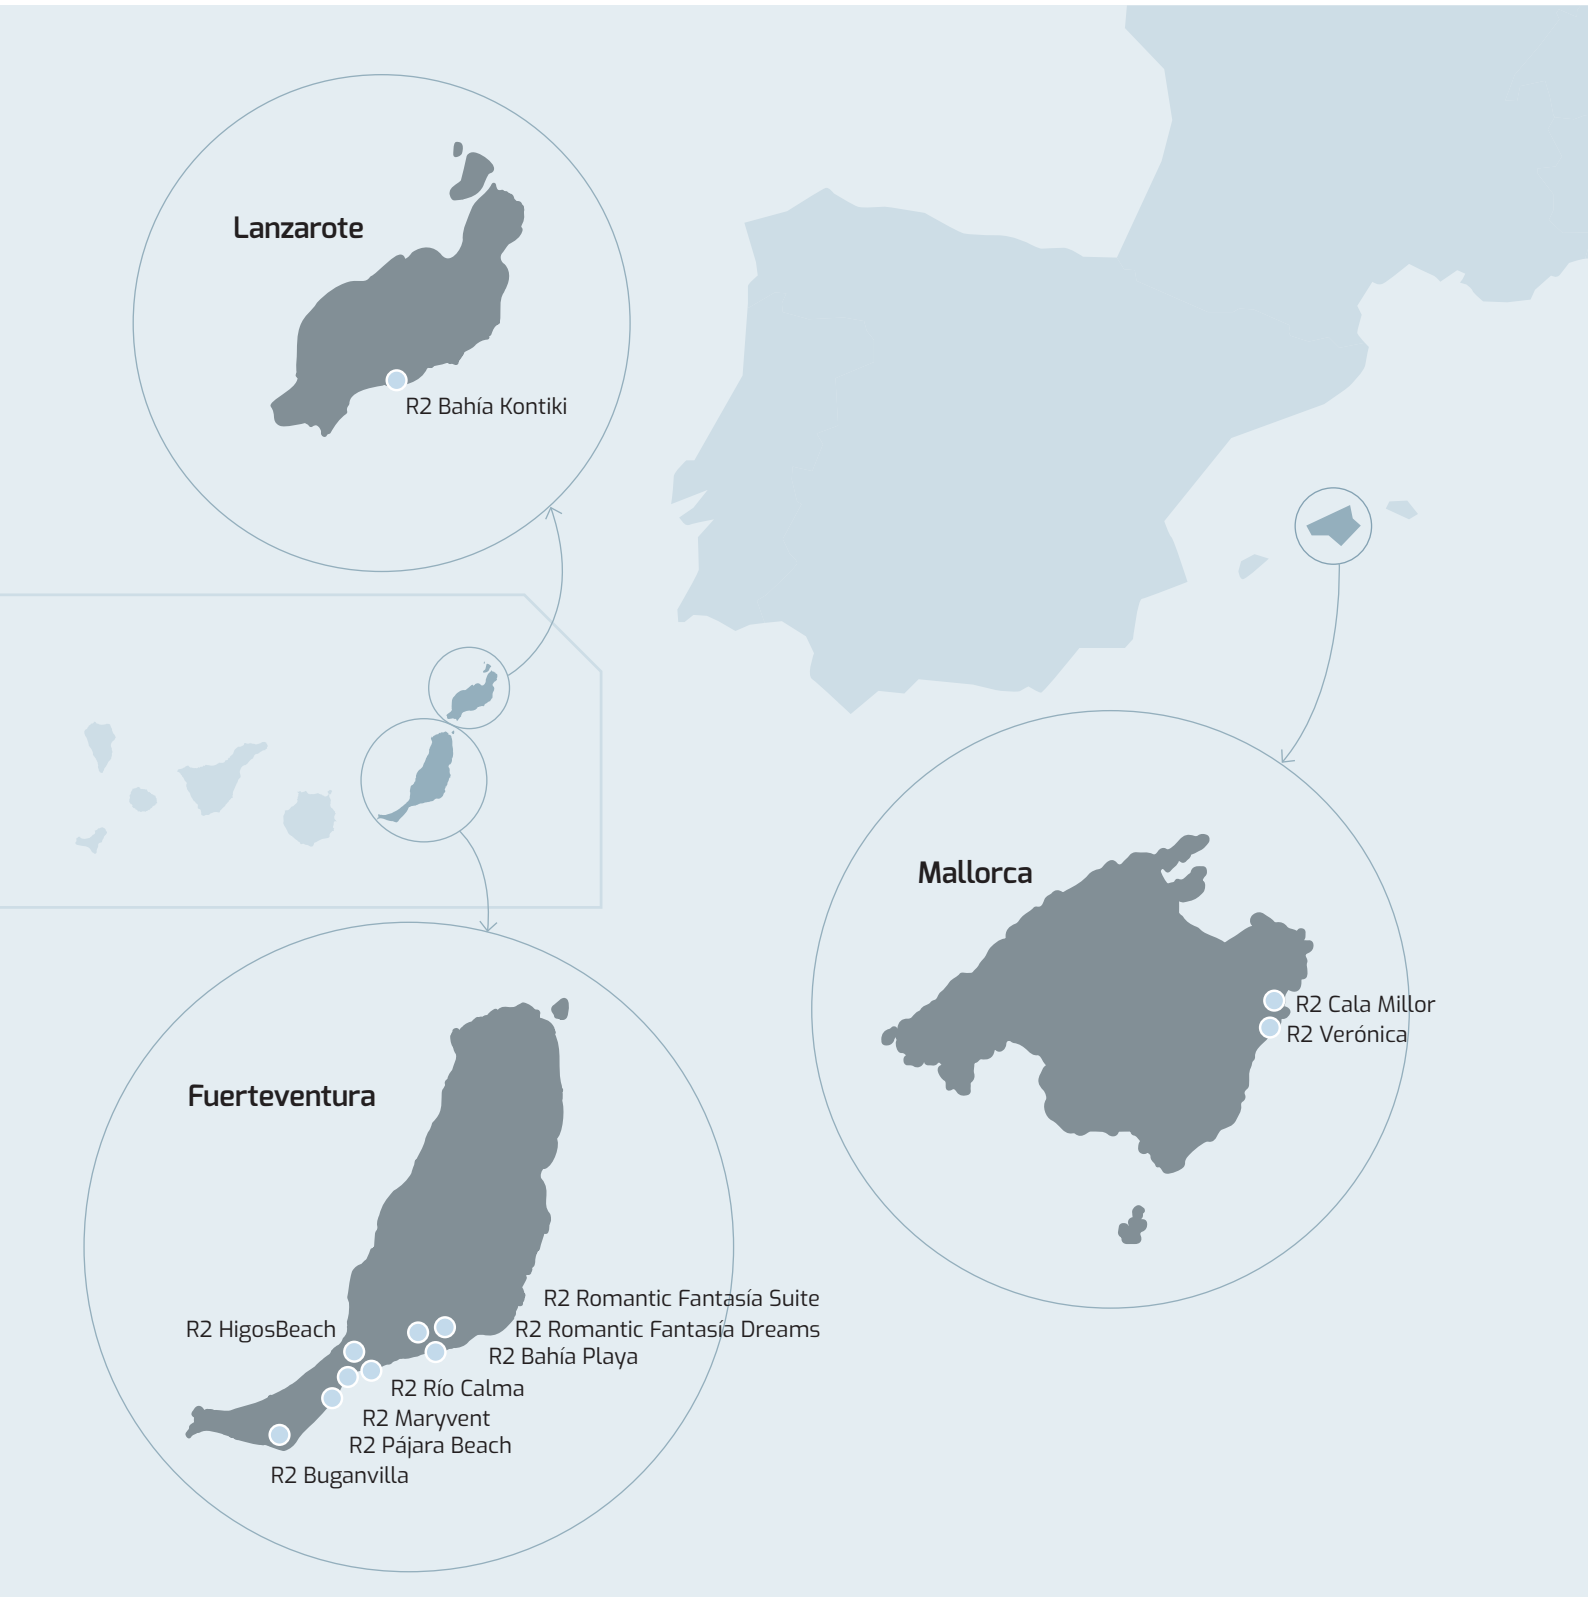 Lanzarote
R2 Bahía Kontiki
Mallorca
R2 Cala Millor
R2 Verónica
Fuerteventura
R2 Romantic Fantasía Suite
R2 HigosBeach
R2 Romantic Fantasía Dreams
R2 Bahía Playa
R2 Río Calma
R2 Maryvent
R2 Pájara Beach
R2 Buganvilla